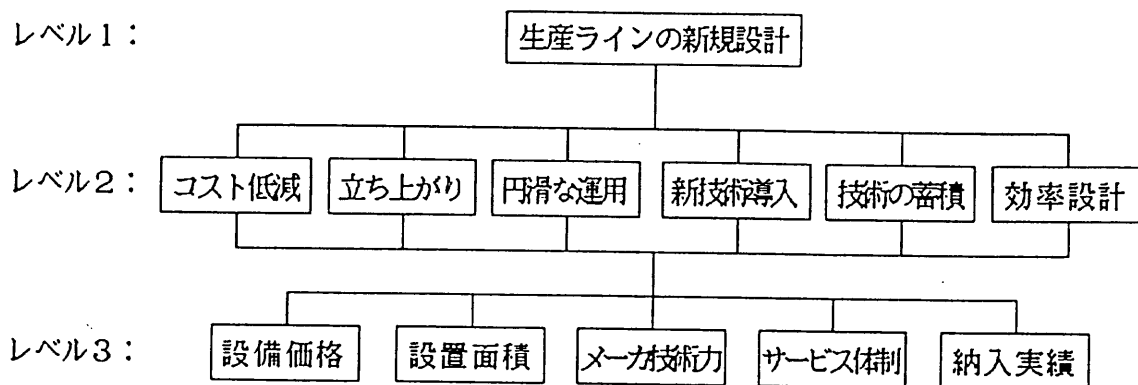 レベル1: 生産ラインの新規設計
レベル2: コスト低減 立ち上がり 円滑な運用 新技術導入 技術の蓄積 効率設計
レベル3: 設備価格 設置面積 メーカ技術力 サービス体制 納入実績